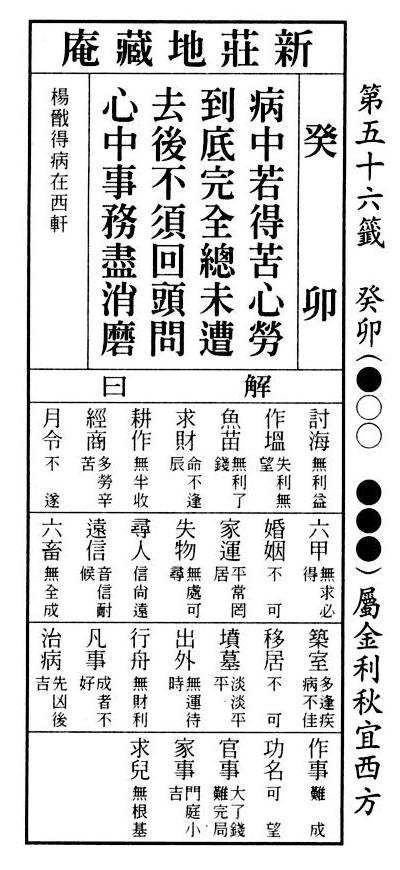 第五十六籤 癸卯(●○○ ●●●)屬金利秋宜西方
新莊地藏庵
癸卯
病中若得苦心勞
到底完全總未遭
去後不須回頭問
心中事務盡消磨
楊戩得病在西軒
解曰
討海 無利益
作塭 失利無望
魚苗 無利了錢
求財 命不逢辰
耕作 無半收
經商 多勞辛苦
月令 不遂
六甲 無求必得
婚姻 不可
家運 平常罔居
失物 無處可尋
尋人 信尚遠
遠信 音信耐候
六畜 無全成
築室 多逢疾病不佳
移居 不可
墳墓 淡淡平平
出外 無運待時
行舟 無財利
凡事 成者不好
治病 先凶後吉
作事 難成
功名 可望
官事 大了錢難完局
家事 門庭小吉
求兒 無根基